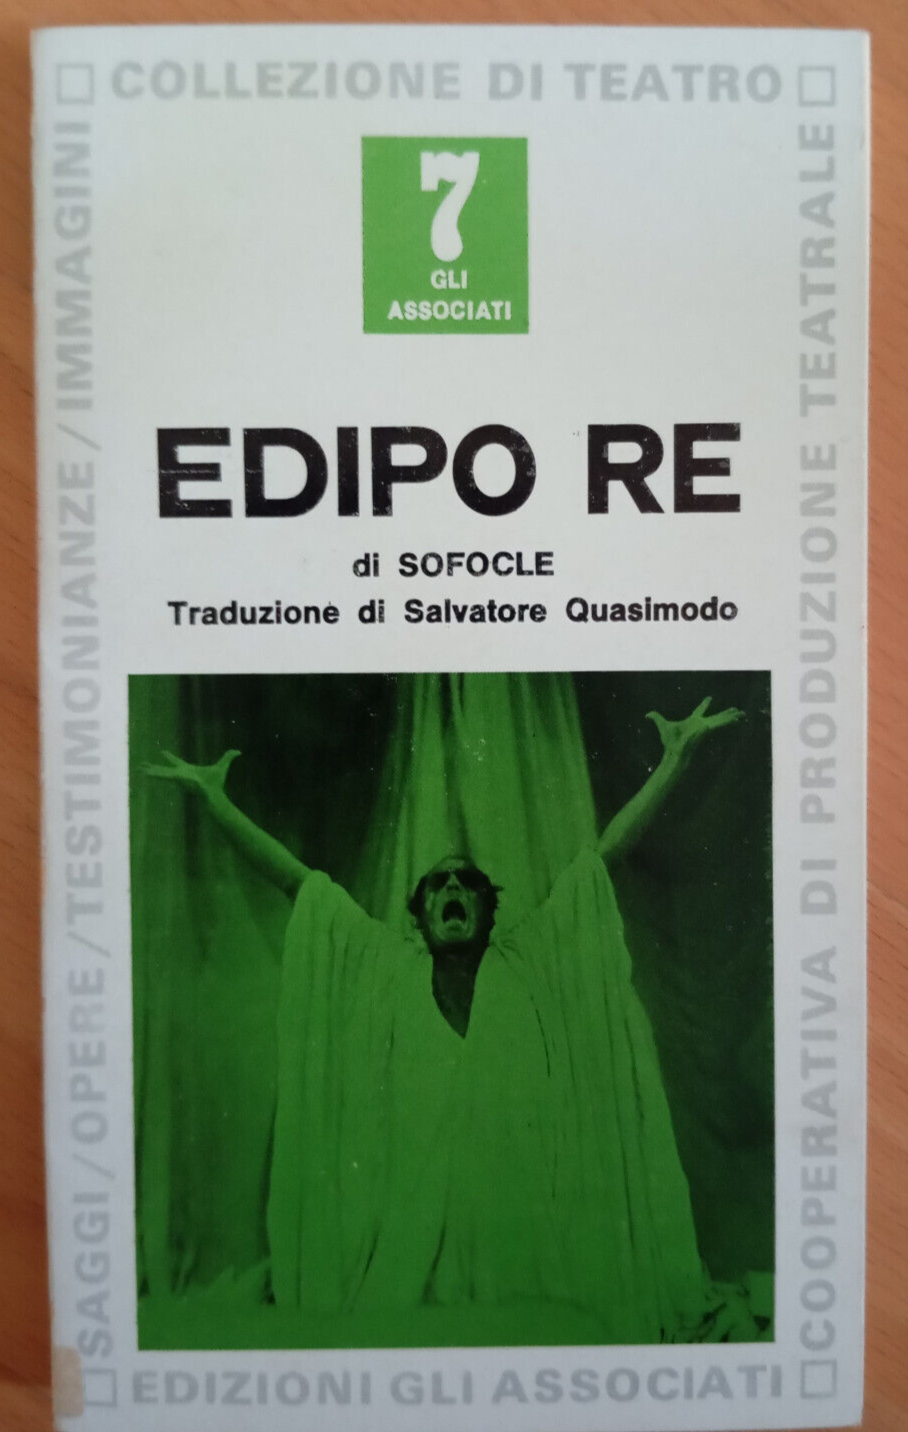 COLLEZIONE DI TEATRO
7
GLI
ASSOCIATI
EDIPO RE
di SOFOCLE
Traduzione di Salvatore Quasimodo
SAGGI/OPERE/TESTIMONIANZE/IMMAGINI
COOPERATIVA DI PRODUZIONE TEATRALE
EDIZIONI GLI ASSOCIATI